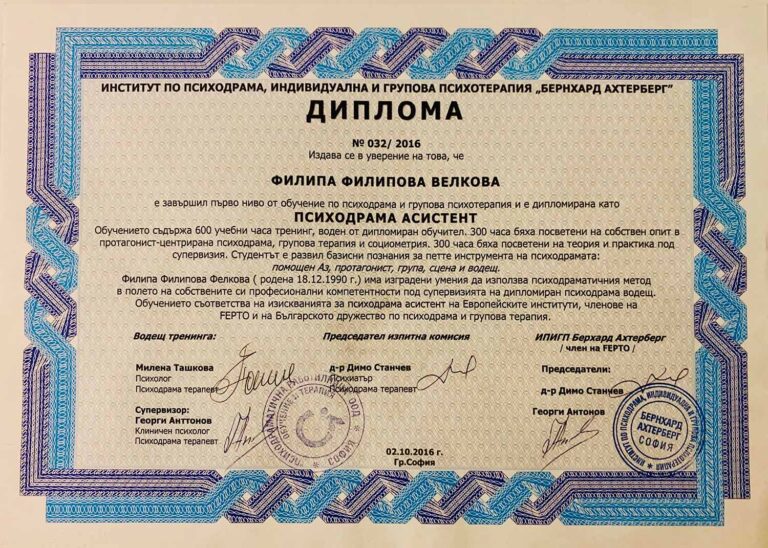 ИНСТИТУТ ПО ПСИХОДРАМА, ИНДИВИДУАЛНА И ГРУПОВА ПСИХОТЕРАПИЯ „БЕРНХАРД АХТЕРБЕРГ"
ДИПЛОМА
№ 032/ 2016
Издава се в уверение на това, че
ФИЛИПА ФИЛИПОВА ВЕЛКОВА
е завършил първо ниво от обучение по психодрама и групова психотерапия и е дипломирана като
ПСИХОДРАМА АСИСТЕНТ
Обучението съдържа 600 учебни часа тренинг, воден от дипломиран обучител. 300 часа бяха посветени на собствен опит в
протагонист-центрирана психодрама, групова терапия и социометрия. 300 часа бяха посветени на теория и практика под
супервизия. Студентът е развил базисни познания за петте инструмента на психодрамата:
помощен Аз, протагонист, група, сцена и водещ.
Филипа Филипова Фелкова ( родена 18.12.1990 г.) има изградени умения да използва психодраматичния метод
в полето на собствените си професионални компетентности под супервизията на дипломиран психодрама водещ.
Обучението съответства на изискванията за психодрама асистент на Европейските институти, членове на
FEPTO и на Българското дружество по психодрама и групова терапия.
Водещ тренинга:
Милена Ташкова
Психолог
Психодрама терапевт
Супервизор:
Георги Анттонов
Клиничен психолог
Психодрама терапевт
Председател изпитна комисия
д-р Димо Станчев
Психиатър
Психодрама терапевт
02.10.2016 г.
Гр.София
ИПИГП Берхард Ахтерберг
/ член на FEPTO /
Председатели:
д-р Димо Станчев
Георги Антонов
БЕРНХАРД
АХТЕРБЕРГ
СОФИЯ